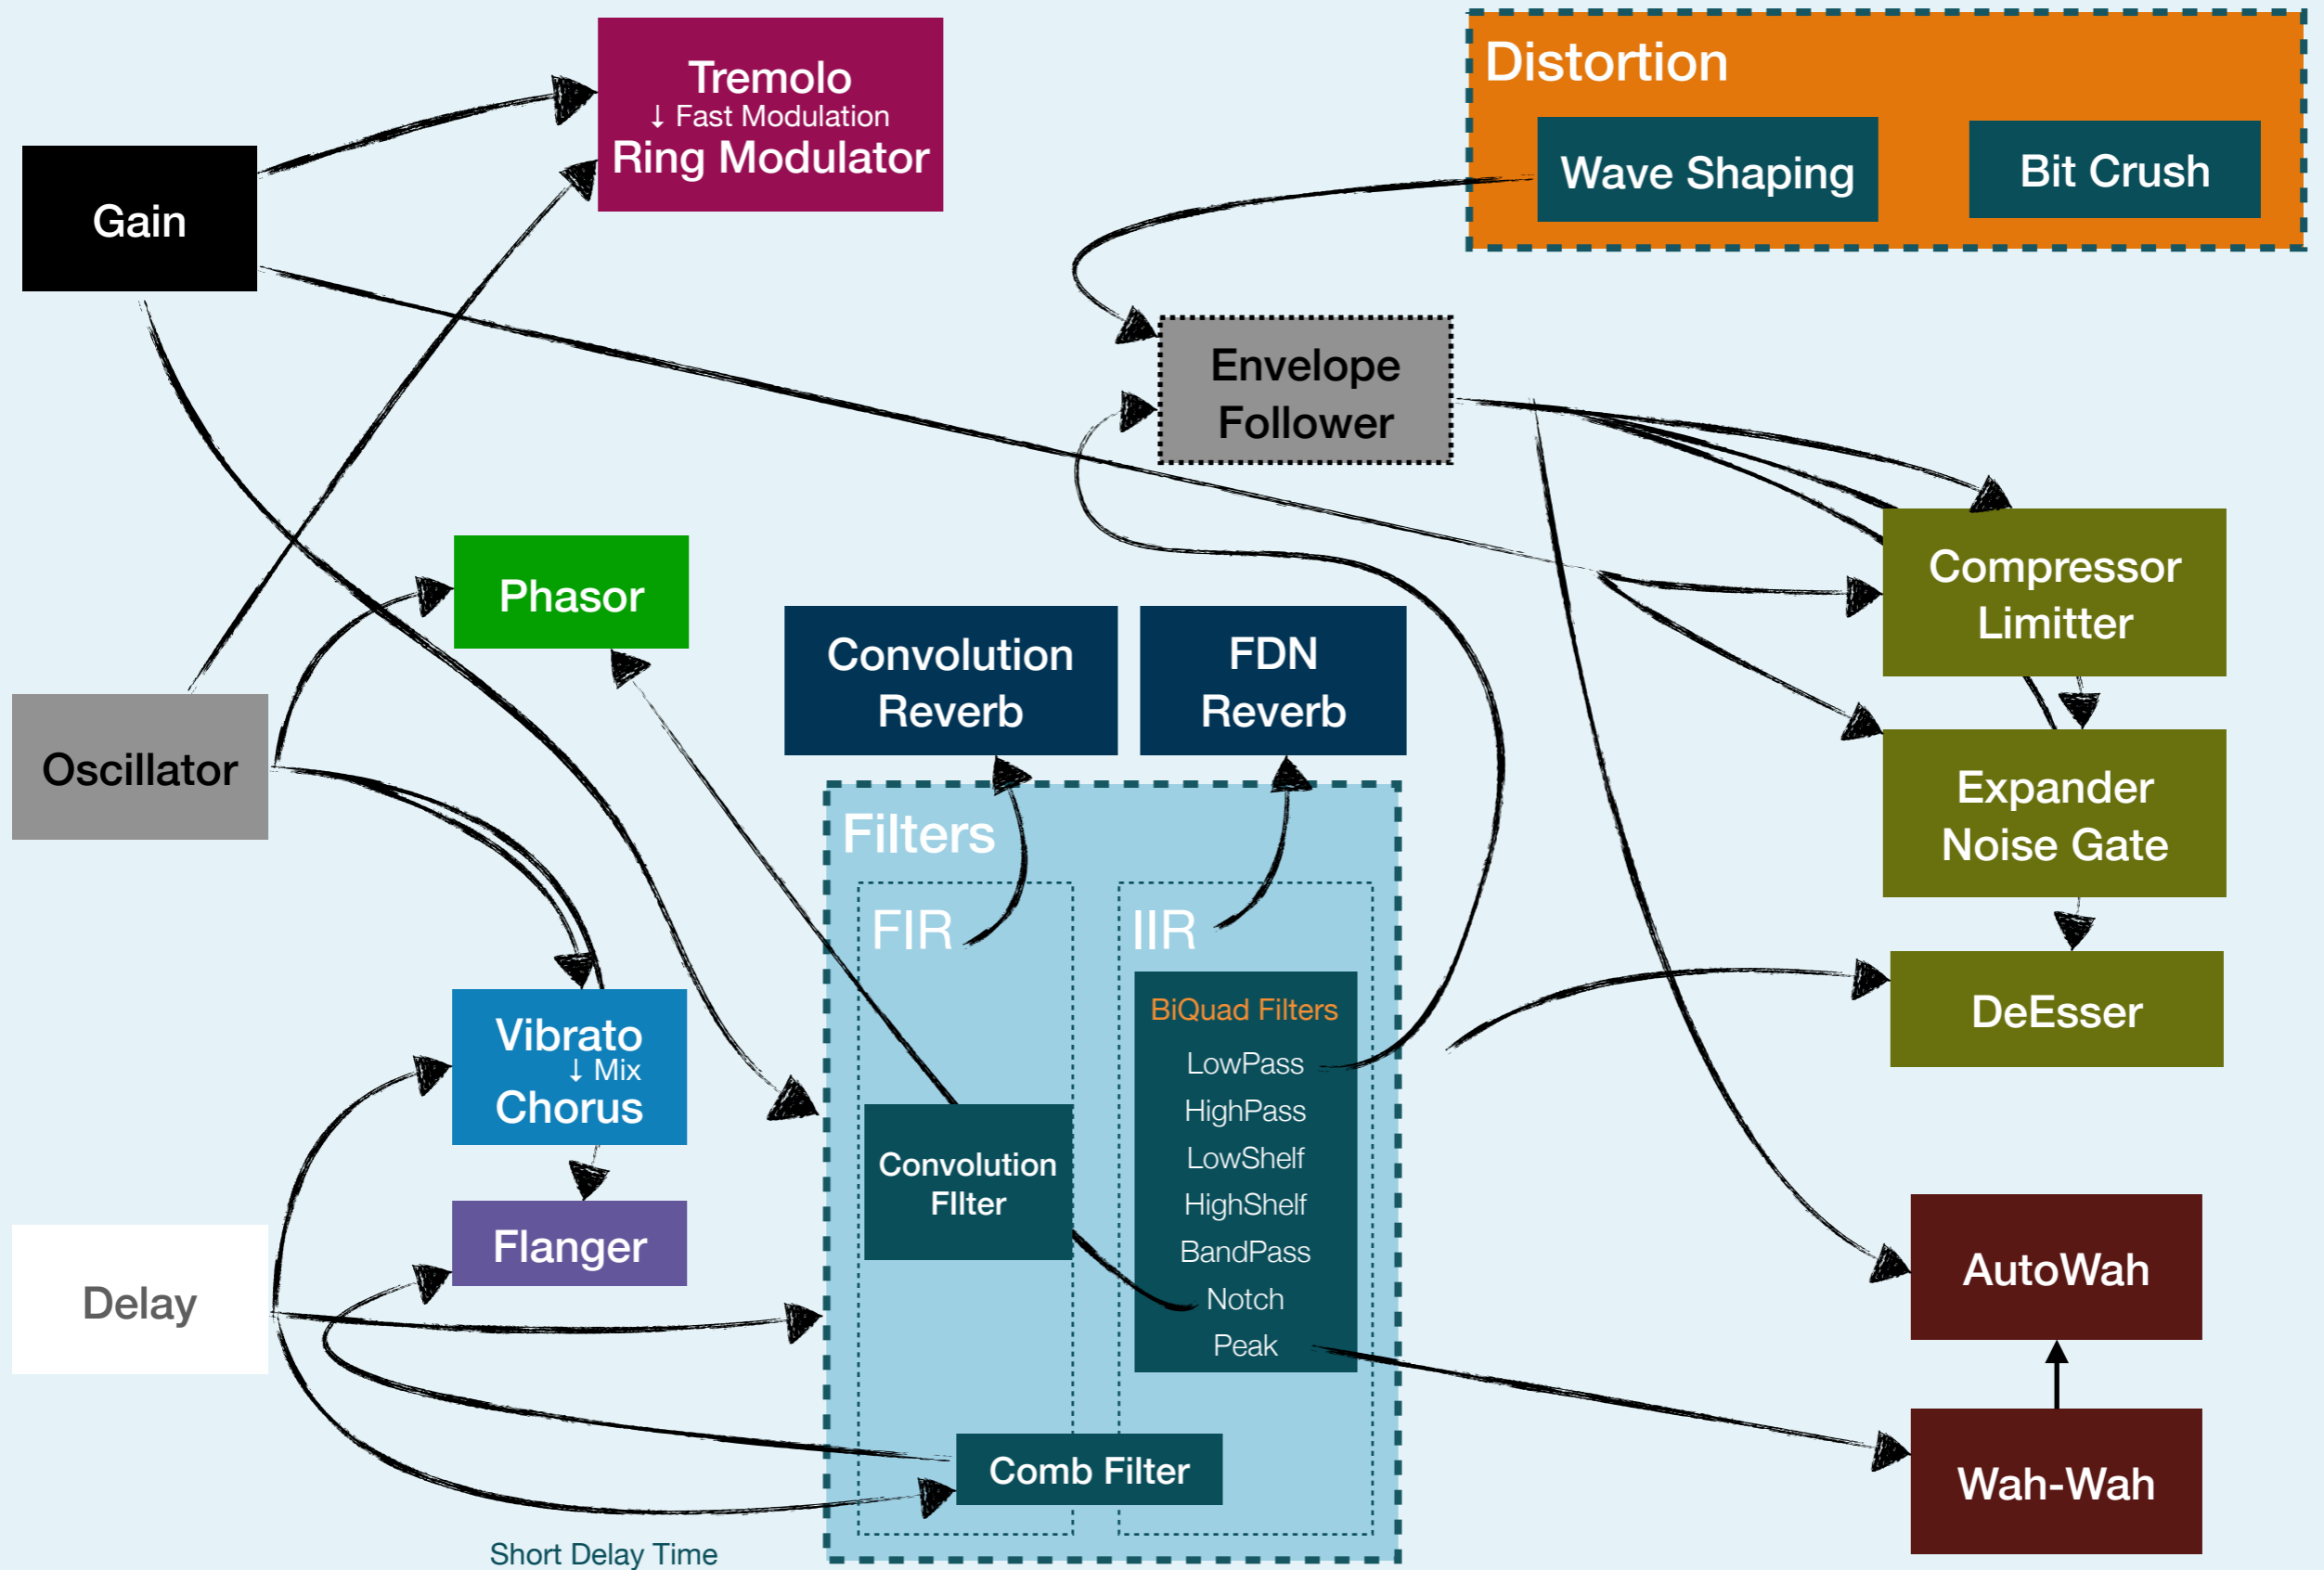 Tremolo
↓ Fast Modulation
Ring Modulator
Distortion
Wave Shaping
Bit Crush
Gain
Envelope
Follower
Phasor
Convolution
Reverb
FDN
Reverb
Compressor
Limitter
Oscillator
Expander
Noise Gate
Filters
FIR
IIR
BiQuad Filters
LowPass
HighPass
LowShelf
HighShelf
BandPass
Notch
Peak
DeEsser
Vibrato
↓ Mix
Chorus
Convolution
FIlter
Flanger
Delay
AutoWah
Comb Filter
Wah-Wah
Short Delay Time